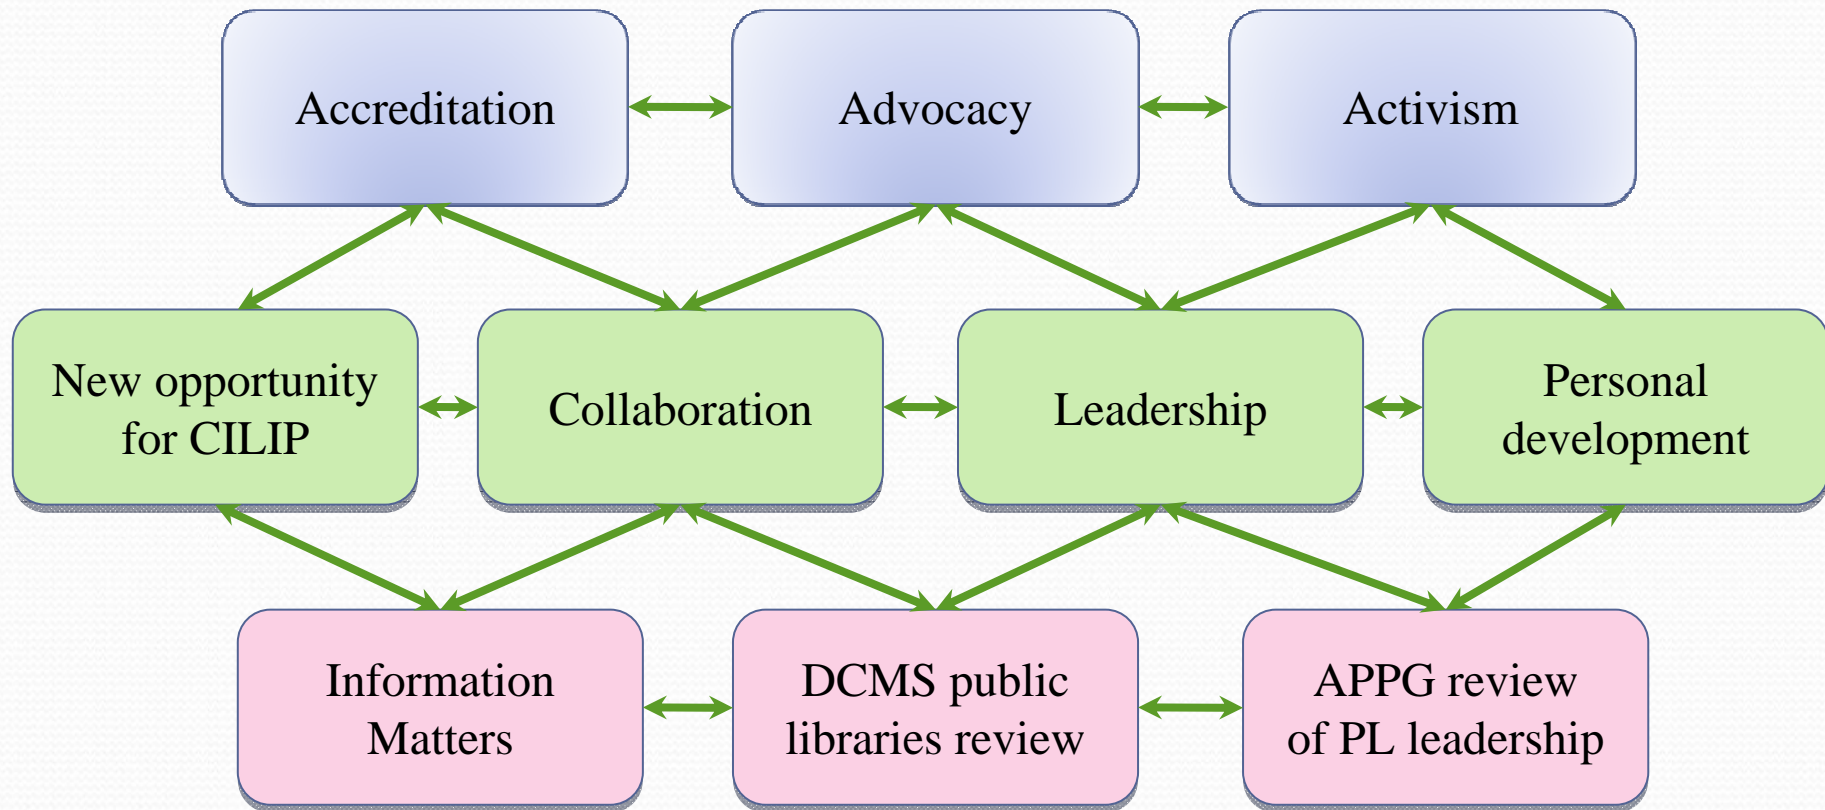 Accreditation
Advocacy
Activism
New opportunity
for CILIP
Collaboration
Leadership
Personal
development
Information
Matters
DCMS public
libraries review
APPG review
of PL leadership